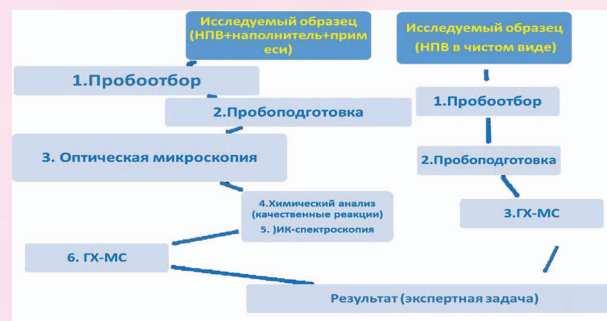 Исследуемый образец
(НПВ+наполнитель+прим
еси)
1.Пробоотбор
2.Пробоподготовка
3. Оптическая микроскопия
4.Химический анализ
(качественные реакции)
5. )ИК-спектроскопия
6. ГХ-МС
Исследуемый образец
(НПВ в чистом виде)
1.Пробоотбор
2.Пробоподготовка
3.ГХ-МС
Результат (экспертная задача)